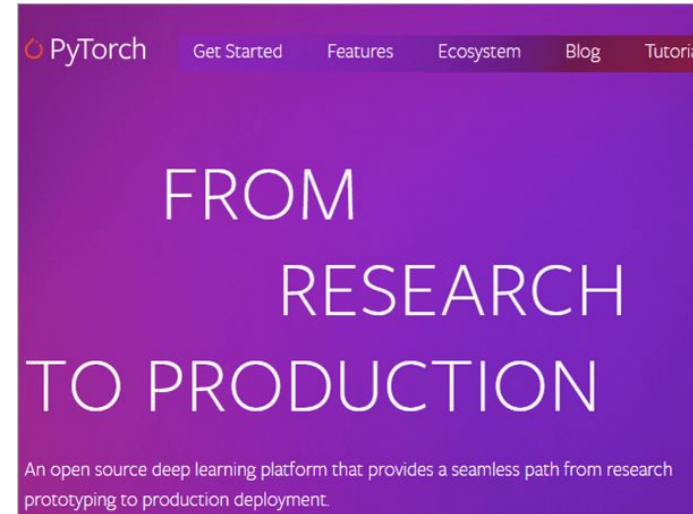 PyTorch Get Started Features Ecosystem Blog Tutoria
FROM
RESEARCH
TO PRODUCTION
An open source deep learning platform that provides a seamless path from research
prototyping to production deployment.